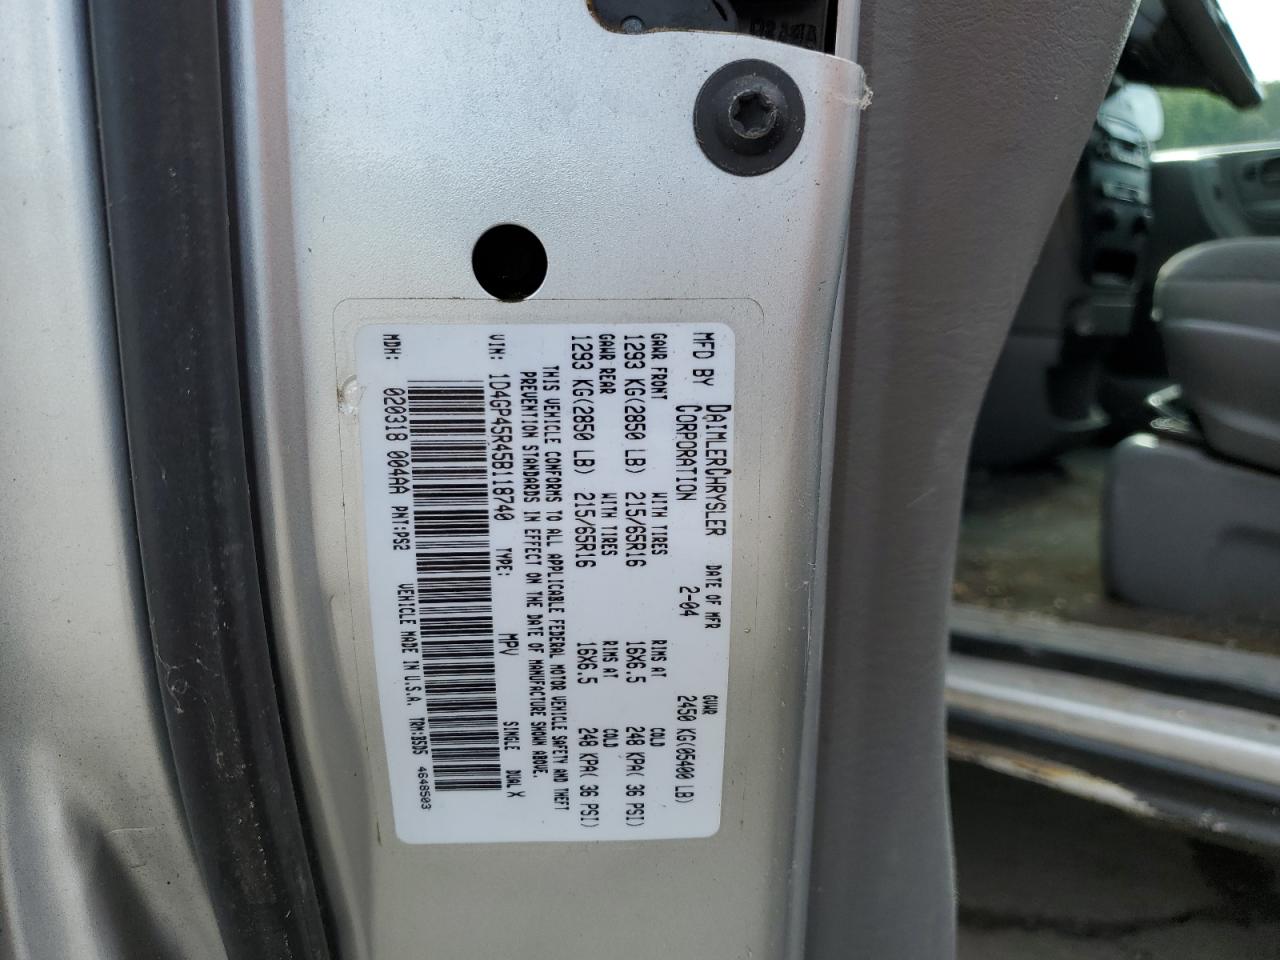 MFD BY DAIMLERCHRYSLER CORPORATION DATE OF MFR 2-04 GVWR 2450 KG(05400 LB)
GAWR FRONT WITH TIRES RIMS AT COLD
1293 KG(2850 LB) 215/65R16 16X6.5 248 KPA( 36 PSI)
GAWR REAR WITH TIRES RIMS AT COLD
1293 KG(2850 LB) 215/65R16 16X6.5 248 KPA( 36 PSI)
THIS VEHICLE CONFORMS TO ALL APPLICABLE FEDERAL MOTOR VEHICLE SAFETY AND THEFT
PREVENTION STANDARDS IN EFFECT ON THE DATE OF MANUFACTURE SHOWN ABOVE.
VIN: 1D4GP45R45B118740 TYPE: MPV SINGLE DUAL X
MDH: 020318 004AA PNT:PS2 VEHICLE MADE IN U.S.A. TRM:B5D5 4648503